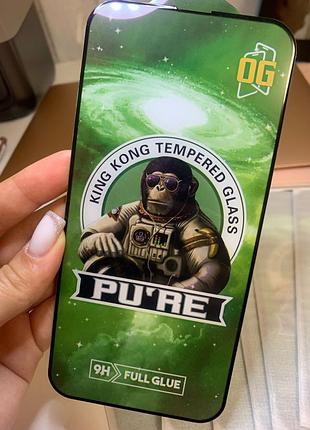 OG
KING KONG TEMPERED GLASS
PU'RE
9H FULL GLUE